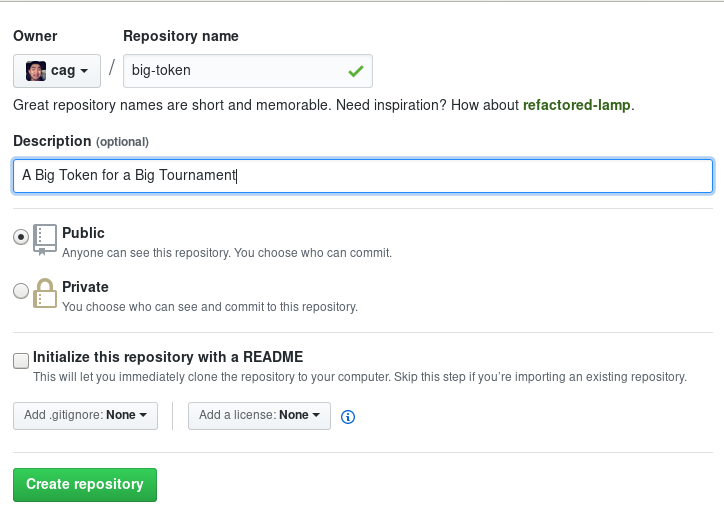 Owner Repository name
cag / big-token
Great repository names are short and memorable. Need inspiration? How about refactored-lamp.
Description (optional)
A Big Token for a Big Tournament
Public
Anyone can see this repository. You choose who can commit.
Private
You choose who can see and commit to this repository.
Initialize this repository with a README
This will let you immediately clone the repository to your computer. Skip this step if you’re importing an existing repository.
Add .gitignore: None Add a license: None
Create repository